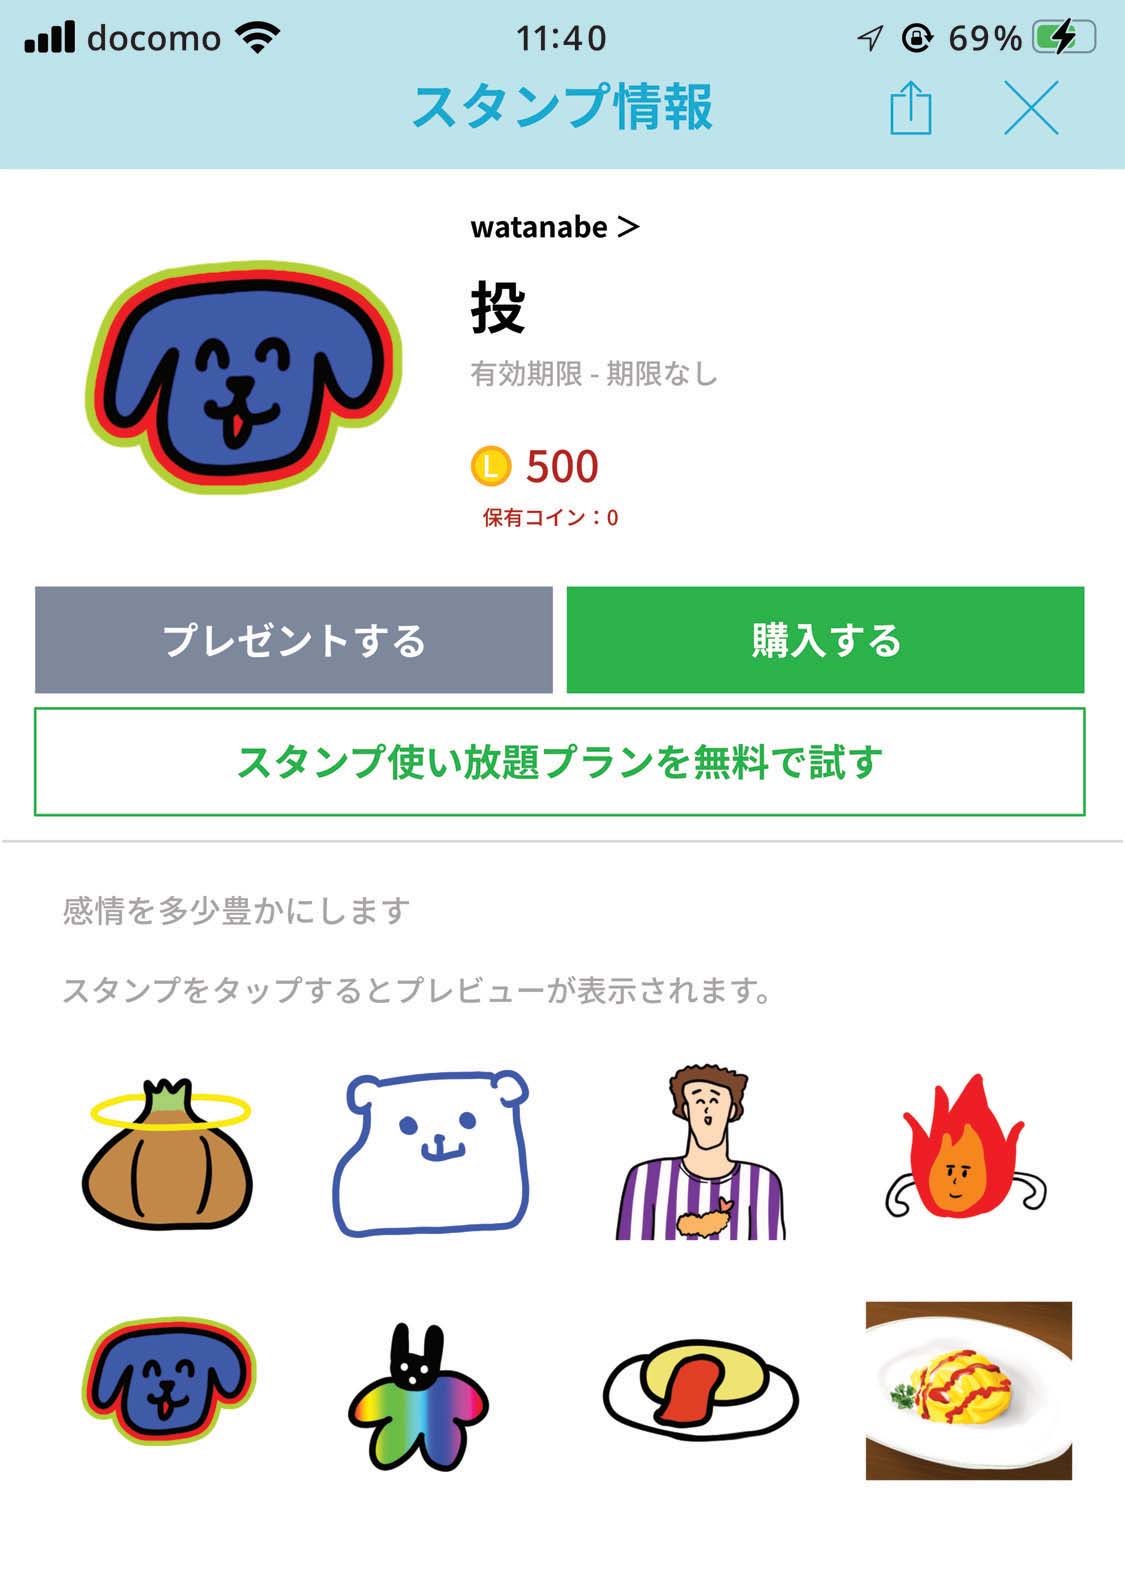 docomo 11:40 69%
スタンプ情報
watanabe ＞
投
有効期限 - 期限なし
L 500
保有コイン：0
プレゼントする 購入する
スタンプ使い放題プランを無料で試す
感情を多少豊かにします
スタンプをタップするとプレビューが表示されます。